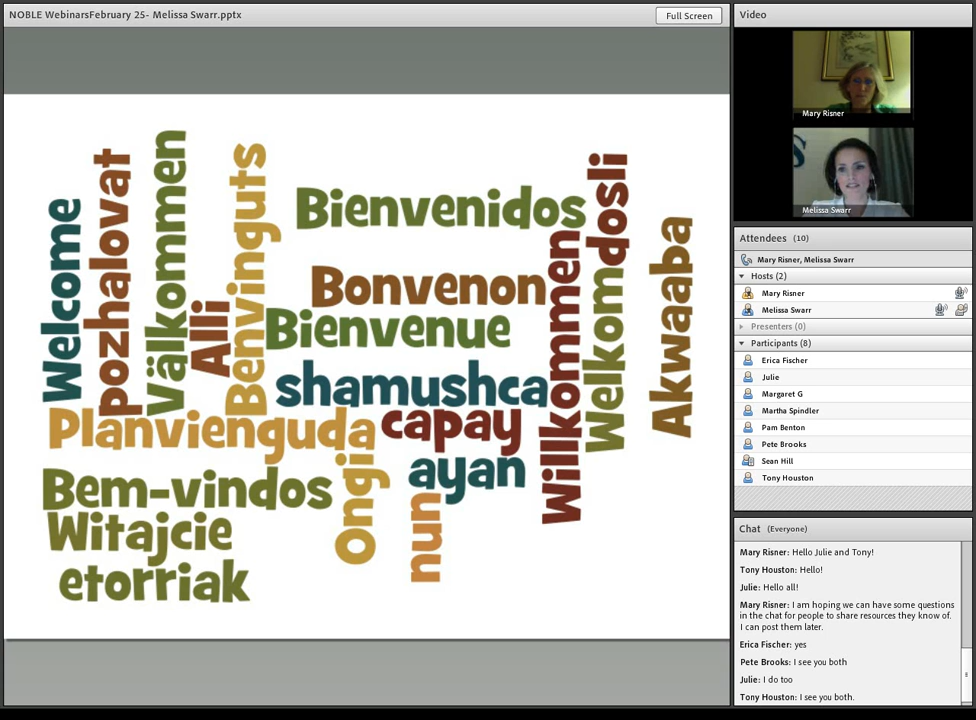 NOBLE WebinarsFebruary 25- Melissa Swarr.pptx
Full Screen
Welcome
pozhalovat
Välkommen
Alli
Benvinguts
Bienvenidos
Bonvenon
Bienvenue
shamushca
Planvienguda
capay
ayan
Bem-vindos
Witajcie
etorriak
Ongi
nun
Willkommen
Welkom
dosli
Akwaaba
Video
Mary Risner
Melissa Swarr
Attendees (10)
Mary Risner, Melissa Swarr
Hosts (2)
Mary Risner
Melissa Swarr
Presenters (0)
Participants (8)
Erica Fischer
Julie
Margaret G
Martha Spindler
Pam Benton
Pete Brooks
Sean Hill
Tony Houston
Chat (Everyone)
Mary Risner: Hello Julie and Tony!
Tony Houston: Hello!
Julie: Hello all!
Mary Risner: I am hoping we can have some questions
in the chat for people to share resources they know of.
I can post them later.
Erica Fischer: yes
Pete Brooks: I see you both
Julie: I do too
Tony Houston: I see you both.